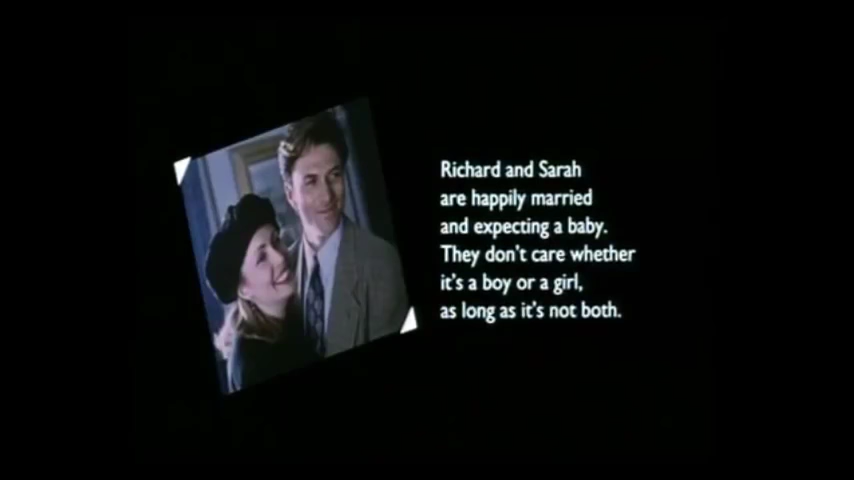 Richard and Sarah
are happily married
and expecting a baby.
They don't care whether
it's a boy or a girl,
as long as it's not both.